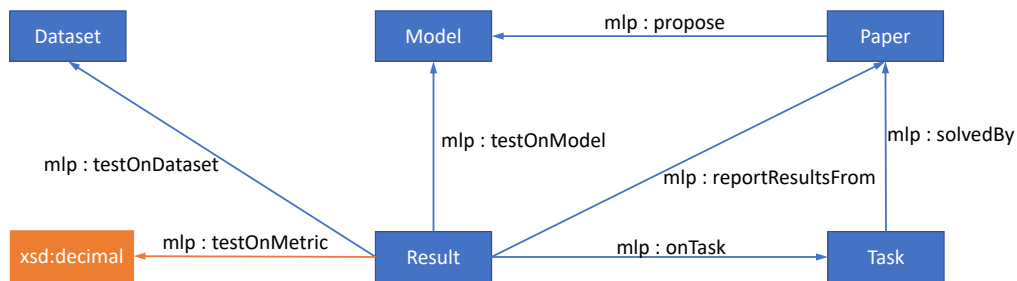 Dataset
Model
mlp : propose
Paper
mlp : testOnDataset
mlp : testOnModel
mlp : solvedBy
mlp : reportResultsFrom
xsd:decimal
mlp : testOnMetric
Result
mlp : onTask
Task